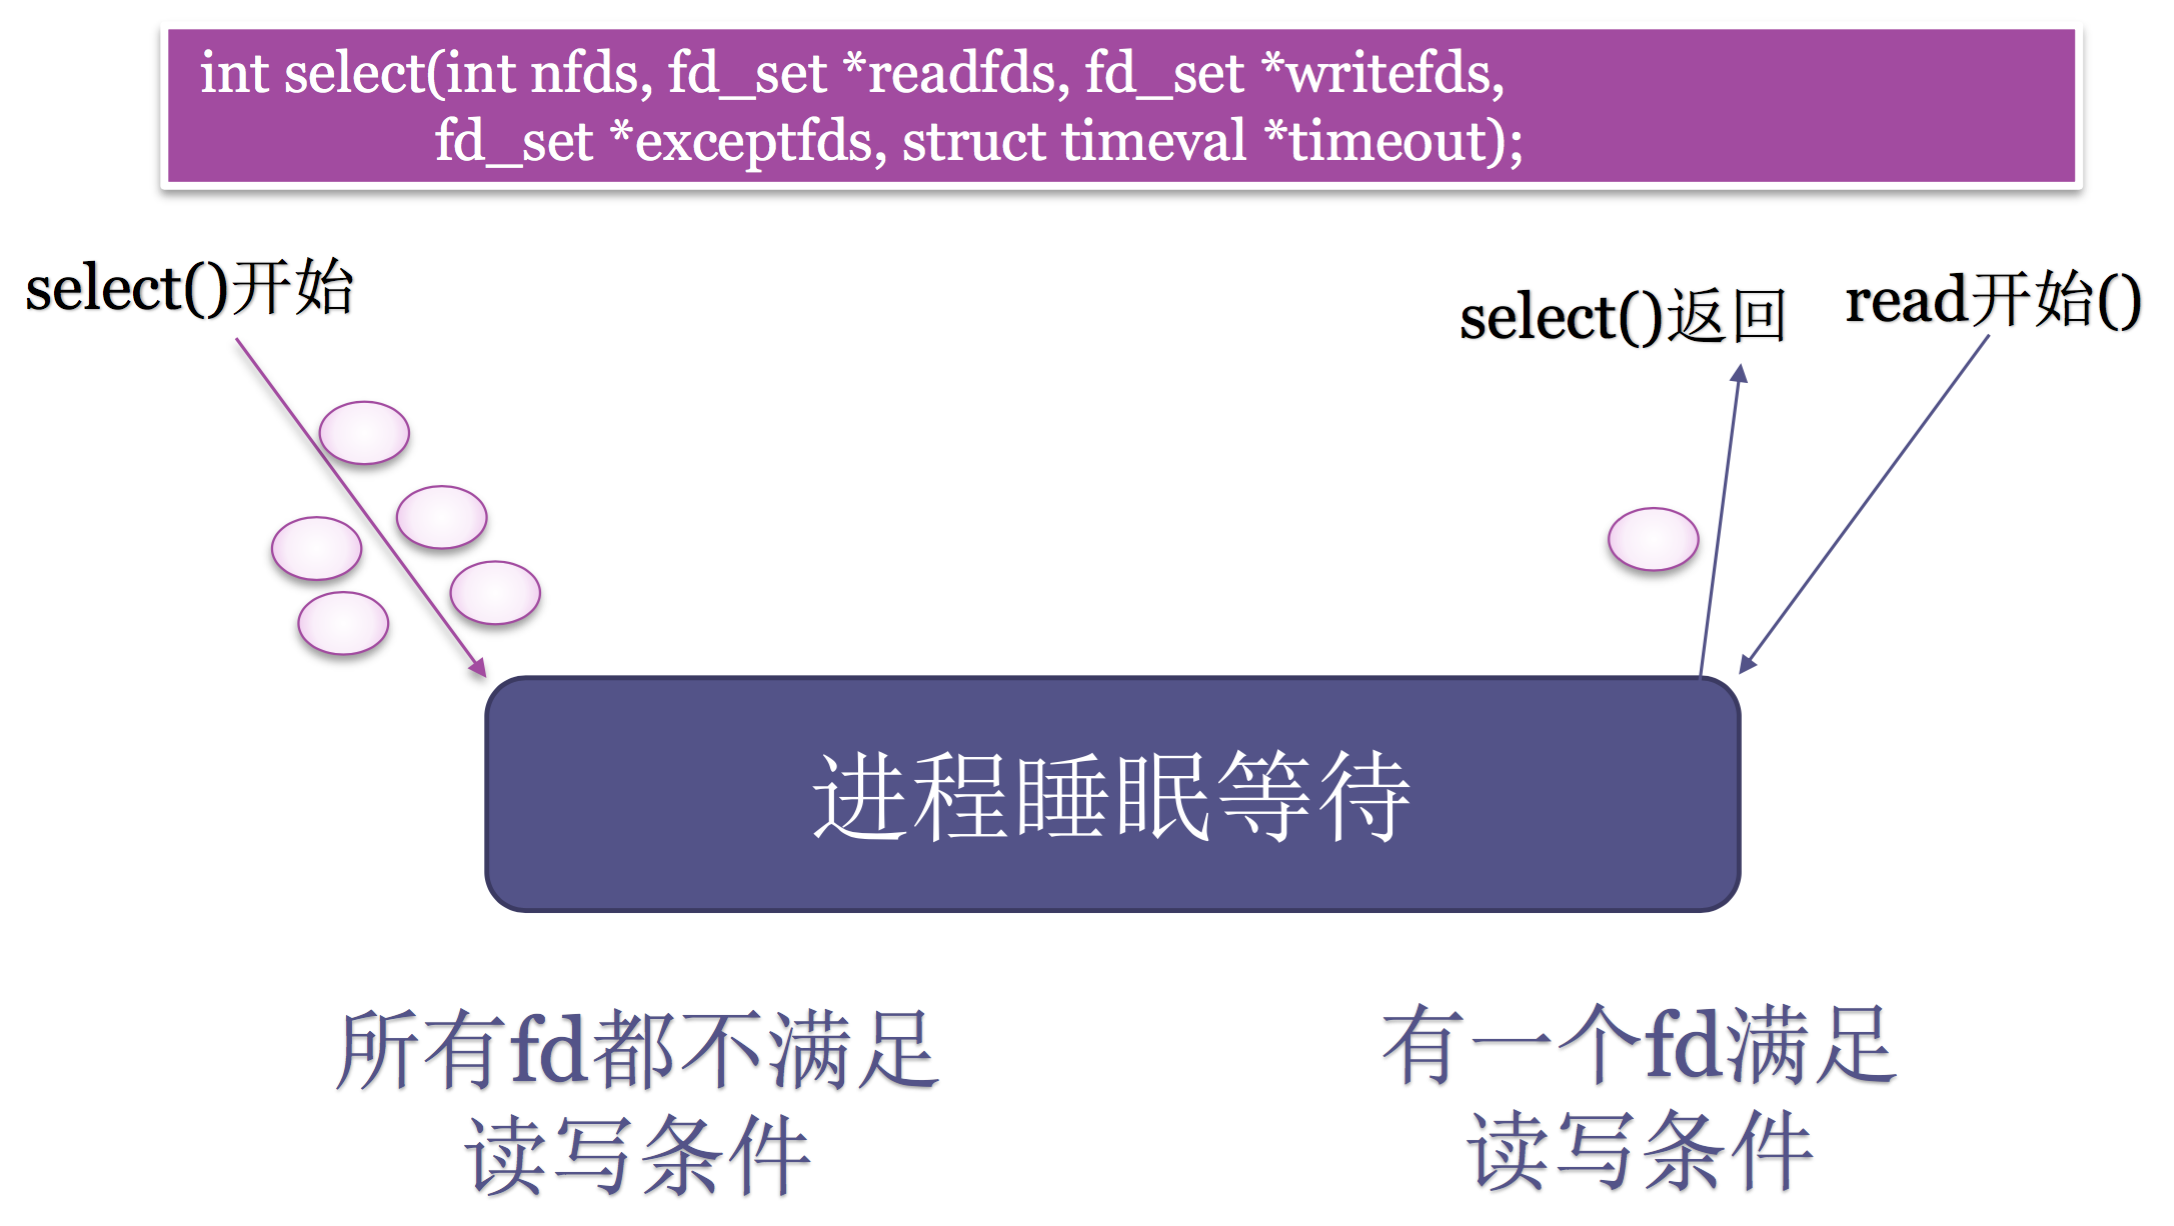 int select(int nfds, fd_set *readfds, fd_set *writefds,
fd_set *exceptfds, struct timeval *timeout);
select()开始
select()返回
read开始()
进程睡眠等待
所有fd都不满足
读写条件
有一个fd满足
读写条件